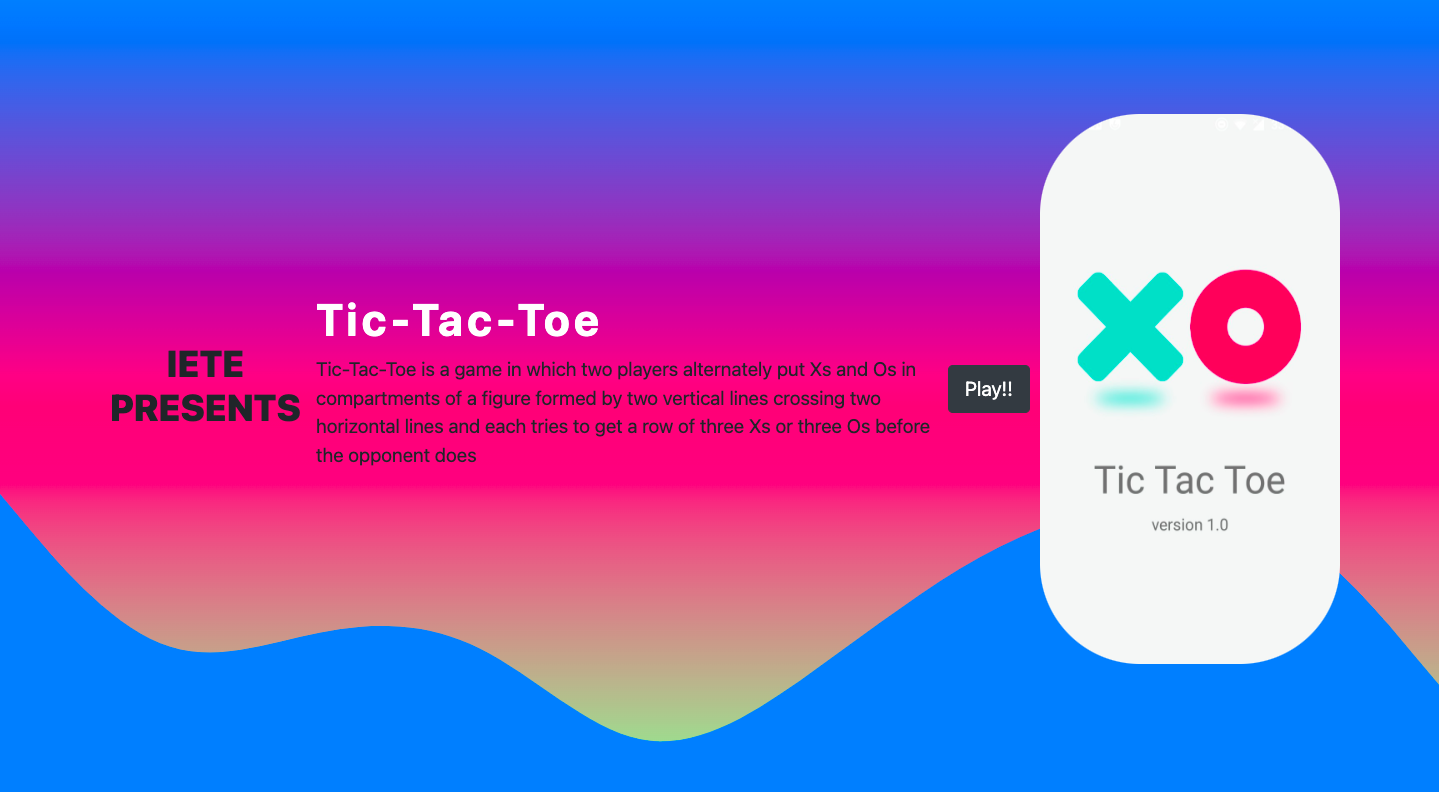 IETE
PRESENTS
Tic-Tac-Toe
Tic-Tac-Toe is a game in which two players alternately put Xs and Os in
compartments of a figure formed by two vertical lines crossing two
horizontal lines and each tries to get a row of three Xs or three Os before
the opponent does
Play!!
XO
Tic Tac Toe
version 1.0